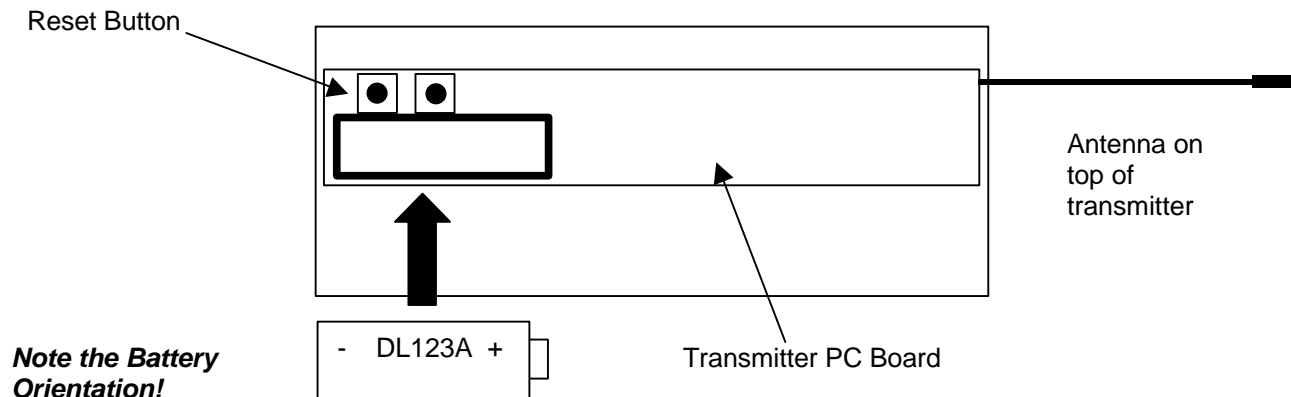 Reset Button
Antenna on
top of
transmitter
Note the Battery
Orientation!
- DL123A +
Transmitter PC Board